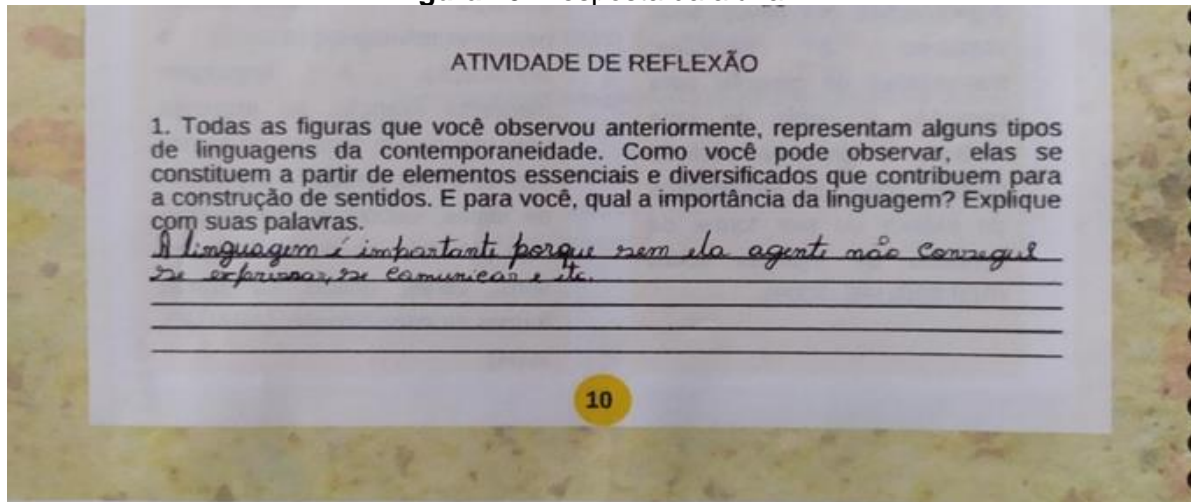 ATIVIDADE DE REFLEXÃO
1. Todas as figuras que você observou anteriormente, representam alguns tipos
de linguagens da contemporaneidade. Como você pode observar, elas se
constituem a partir de elementos essenciais e diversificados que contribuem para
a construção de sentidos. E para você, qual a importância da linguagem? Explique
com suas palavras.
A linguagem é importante porque sem ela agente não consegue
se expressar, se comunicar e etc.
10